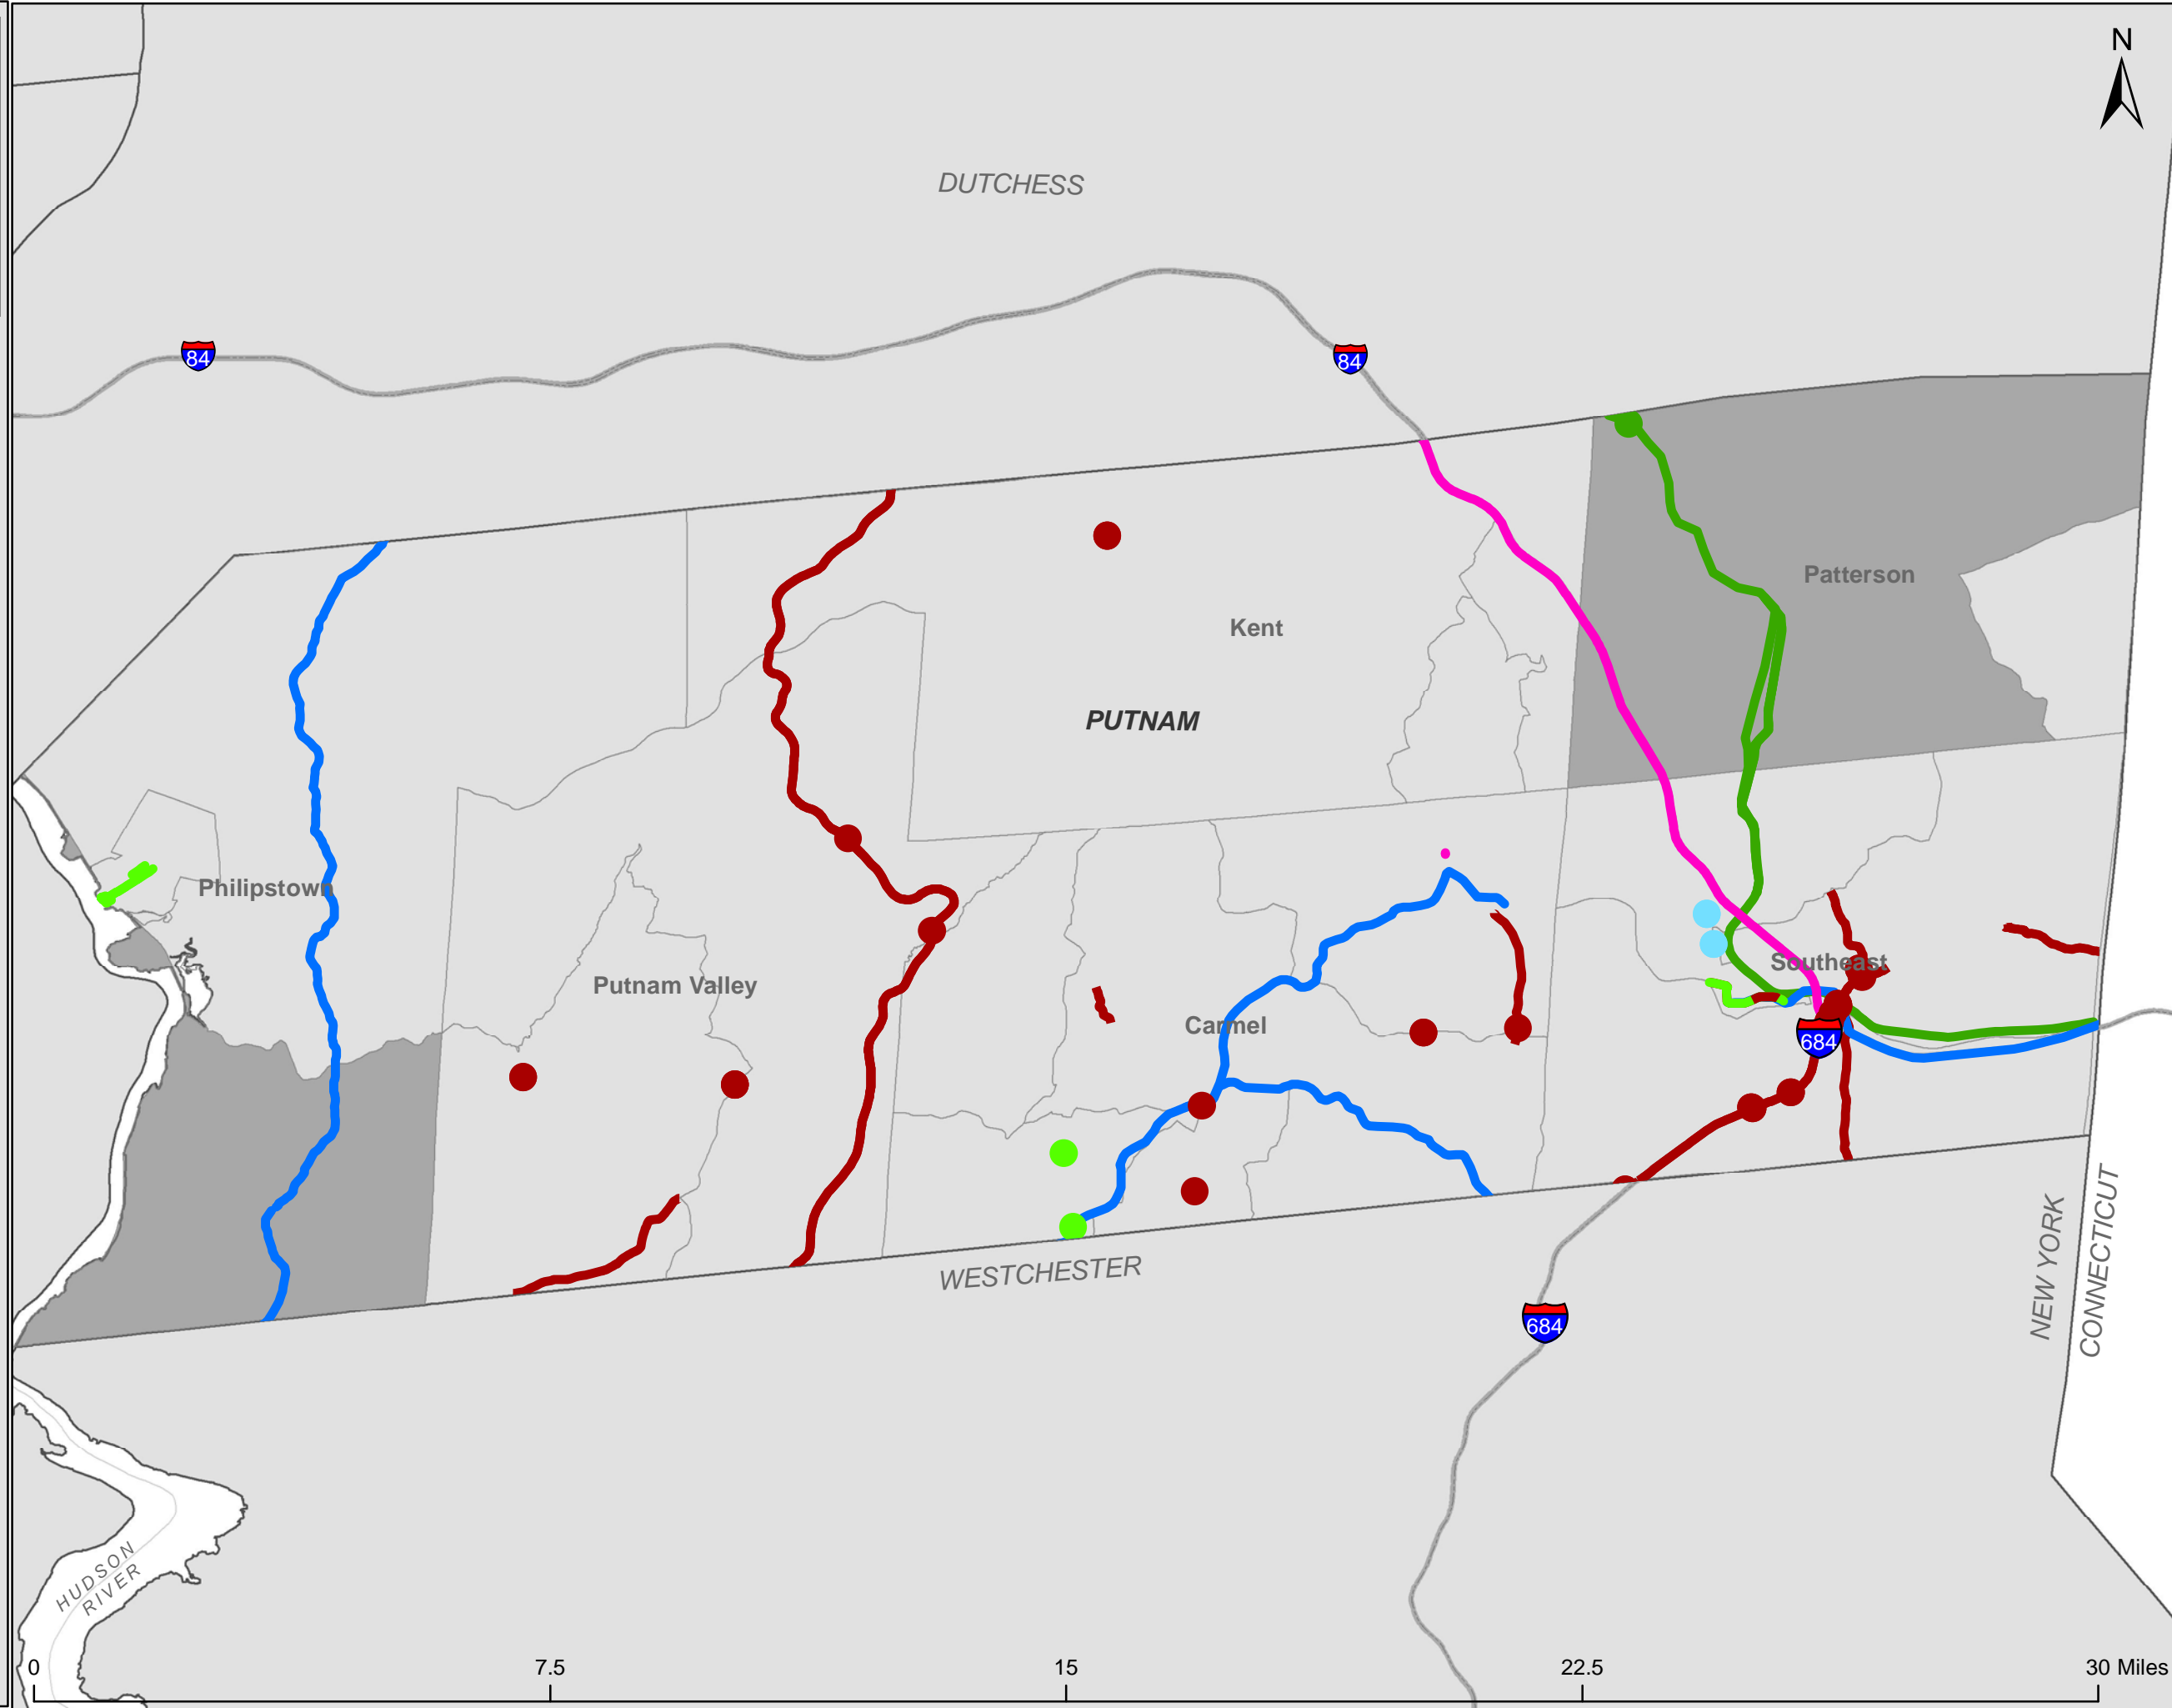 N
DUTCHESS
84
84
Patterson
Kent
PUTNAM
Philipstown
Southeast
Putnam Valley
Carmel
684
WESTCHESTER
NEW YORK
CONNECTICUT
684
HUDSON
RIVER
0 7.5 15 22.5 30 Miles